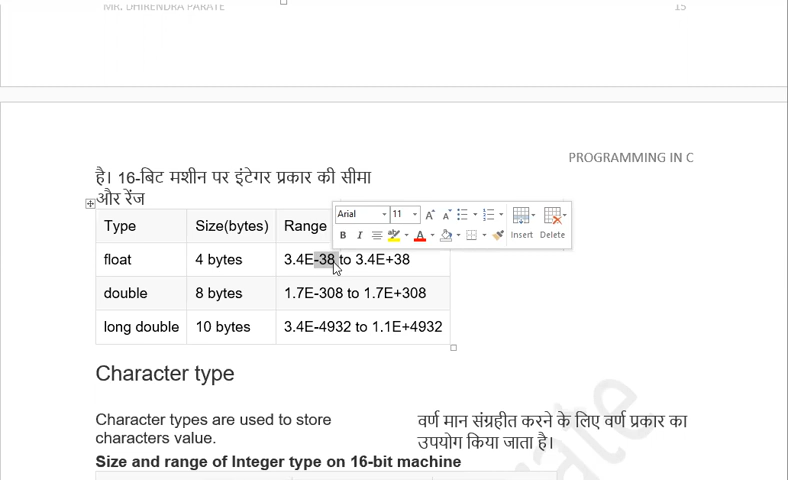 MR. DHIRENDRA PARATE 15
PROGRAMMING IN C
है। 16-बिट मशीन पर इंटेगर प्रकार की सीमा
और रेंज
Arial 11
Insert Delete
Type Size(bytes) Range
float 4 bytes 3.4E-38 to 3.4E+38
double 8 bytes 1.7E-308 to 1.7E+308
long double 10 bytes 3.4E-4932 to 1.1E+4932
Character type
Character types are used to store
characters value.
वर्ण मान संग्रहीत करने के लिए वर्ण प्रकार का
उपयोग किया जाता है।
Size and range of Integer type on 16-bit machine